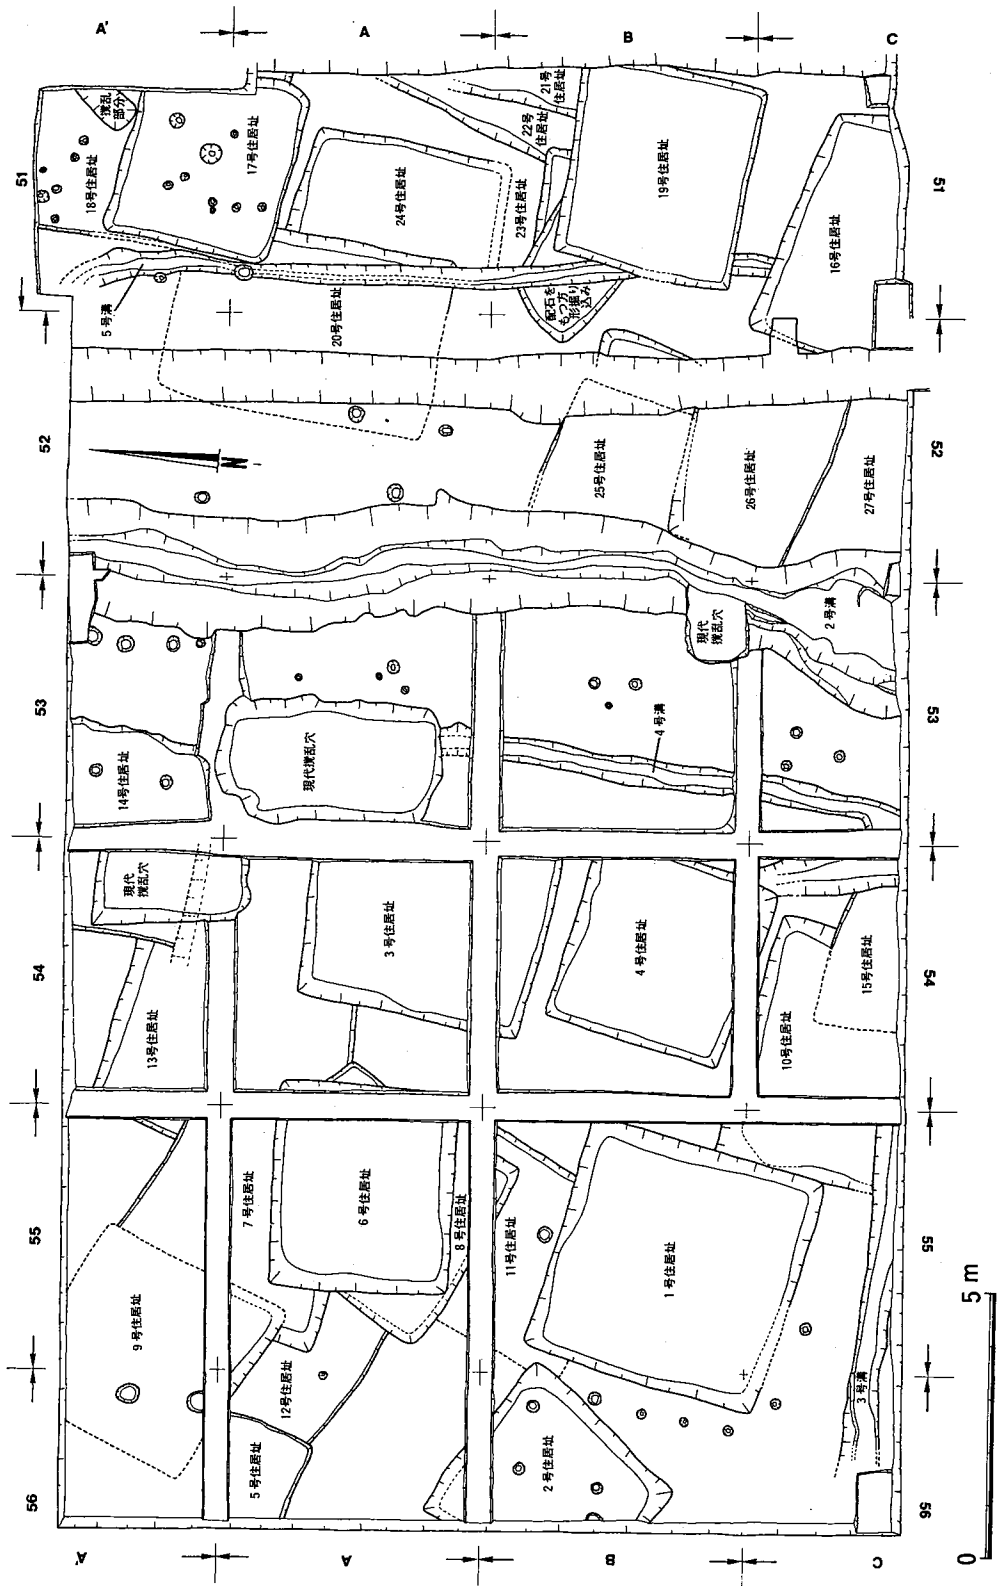 A'
A
B
C
51
52
53
54
55
56
51
52
53
54
55
56
A'
A
B
C
攪乱
部分
18号住居址
17号住居址
24号住居址
21号
住居址
22号
住居址
23号住居址
19号住居址
16号住居址
5号溝
20号住居址
配石を
もつ方
形掘り
込み
N
25号住居址
26号住居址
27号住居址
現代
攪乱穴
2号溝
14号住居址
現代攪乱穴
4号溝
現代
攪乱穴
13号住居址
3号住居址
4号住居址
10号住居址
15号住居址
7号住居址
6号住居址
8号住居址
11号住居址
1号住居址
9号住居址
12号住居址
5号住居址
2号住居址
3号溝
0
5m